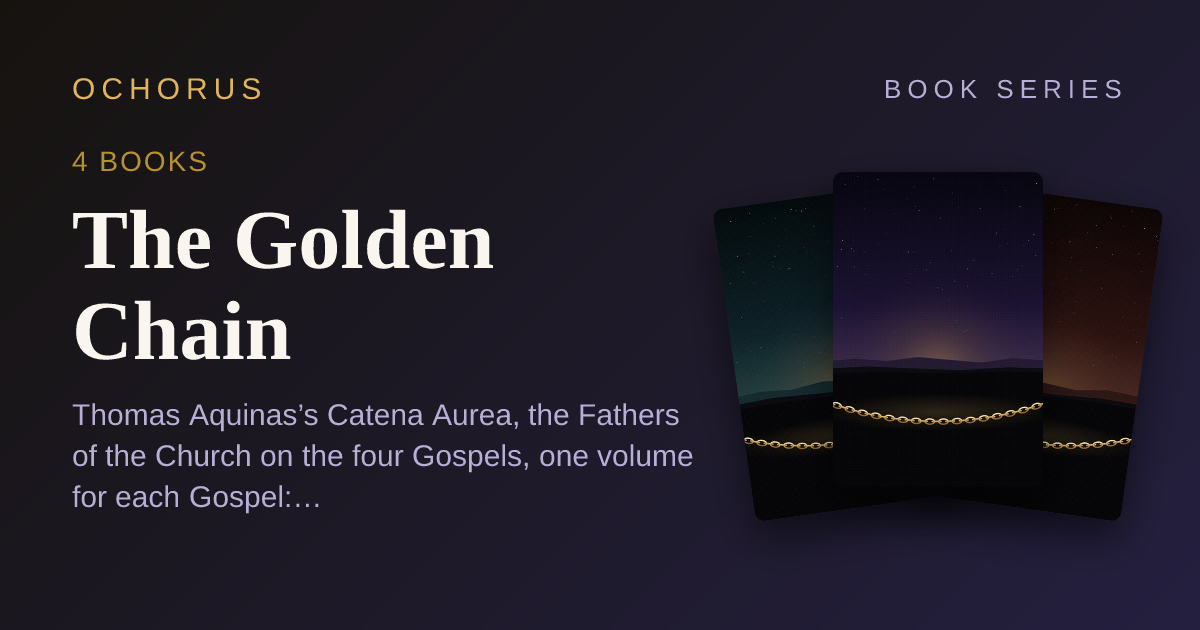 OCHORUS
BOOK SERIES
4 BOOKS
The Golden
Chain
Thomas Aquinas’s Catena Aurea, the Fathers
of the Church on the four Gospels, one volume
for each Gospel:…